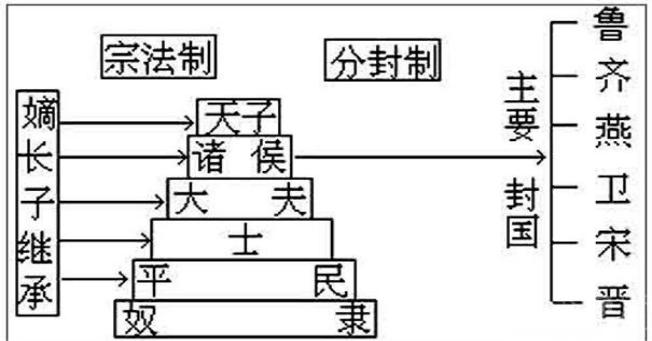 宗法制
分封制
嫡长子继承
天子
诸侯
大夫
士
平民
奴隶
主要封国
鲁
齐
燕
卫
宋
晋